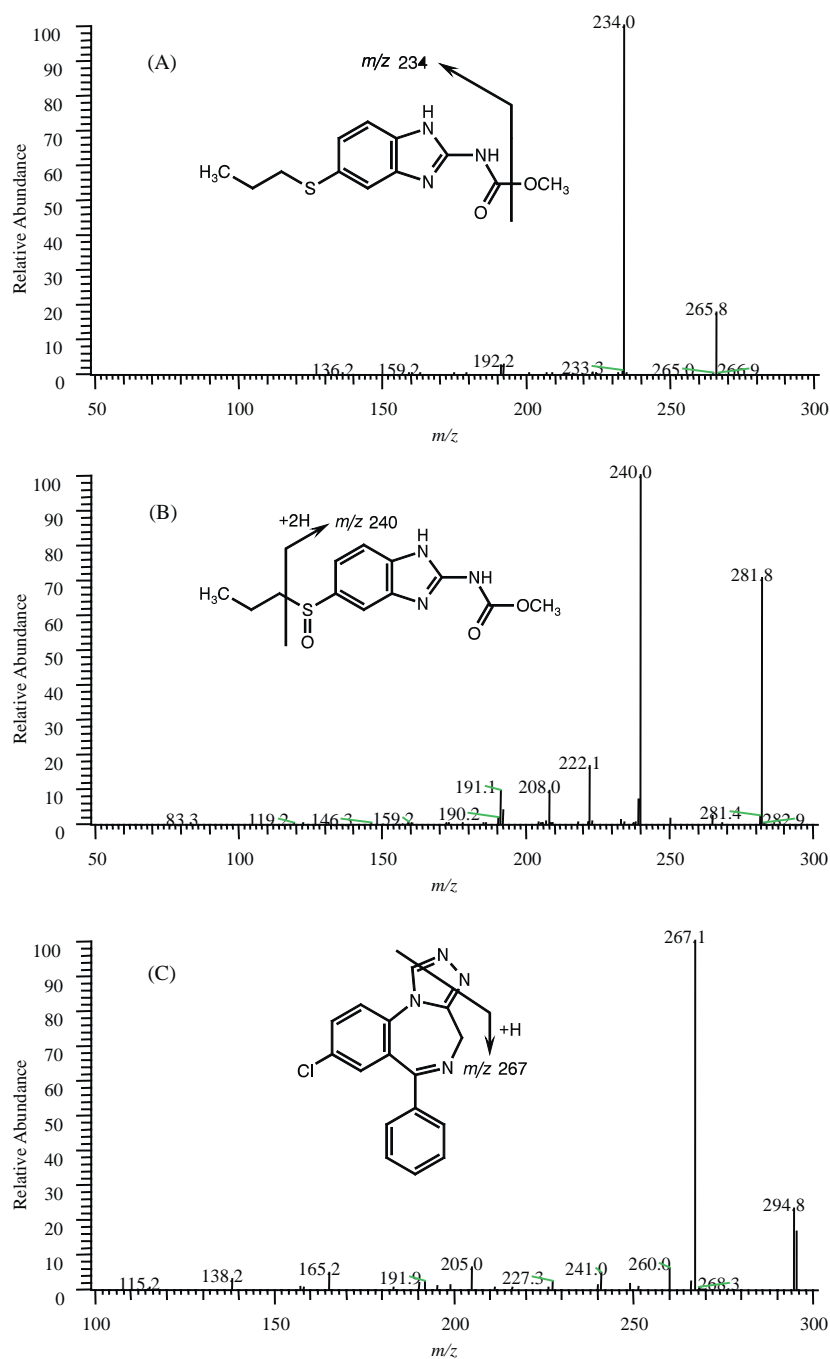 (A)
Relative Abundance
100
90
80
70
60
50
40
30
20
10
0
234.0
m/z 234
H
N
NH
N
H3C
S
O
OCH3
265.8
192.2
136.2
159.2
233.3
265.0
266.9
50
100
150
200
250
300
m/z
(B)
Relative Abundance
100
90
80
70
60
50
40
30
20
10
0
240.0
+2H
m/z 240
H
N
NH
N
H3C
S
O
O
OCH3
281.8
222.1
191.1
208.0
190.2
83.3
119.2
146.3
159.2
281.4
282.9
50
100
150
200
250
300
m/z
(C)
Relative Abundance
100
90
80
70
60
50
40
30
20
10
0
267.1
N
N
N
+H
Cl
N
m/z 267
294.8
115.2
138.2
165.2
191.9
205.0
227.3
241.0
260.0
268.3
100
150
200
250
300
m/z